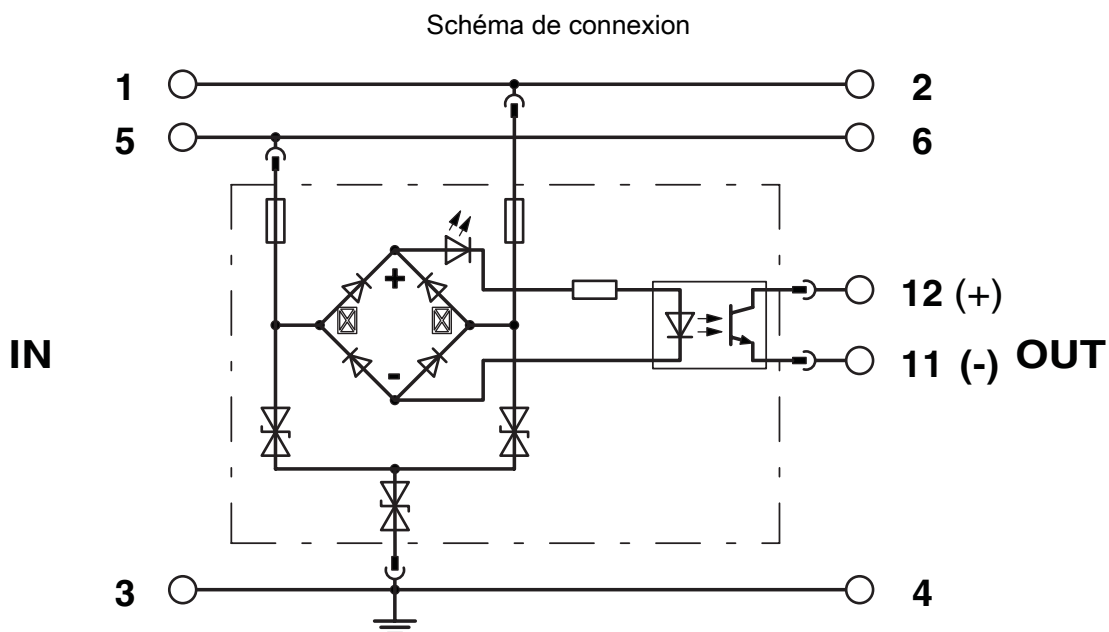 Schéma de connexion
1 2
5 6
+
12 (+)
IN
-
11 (-) OUT
3 4